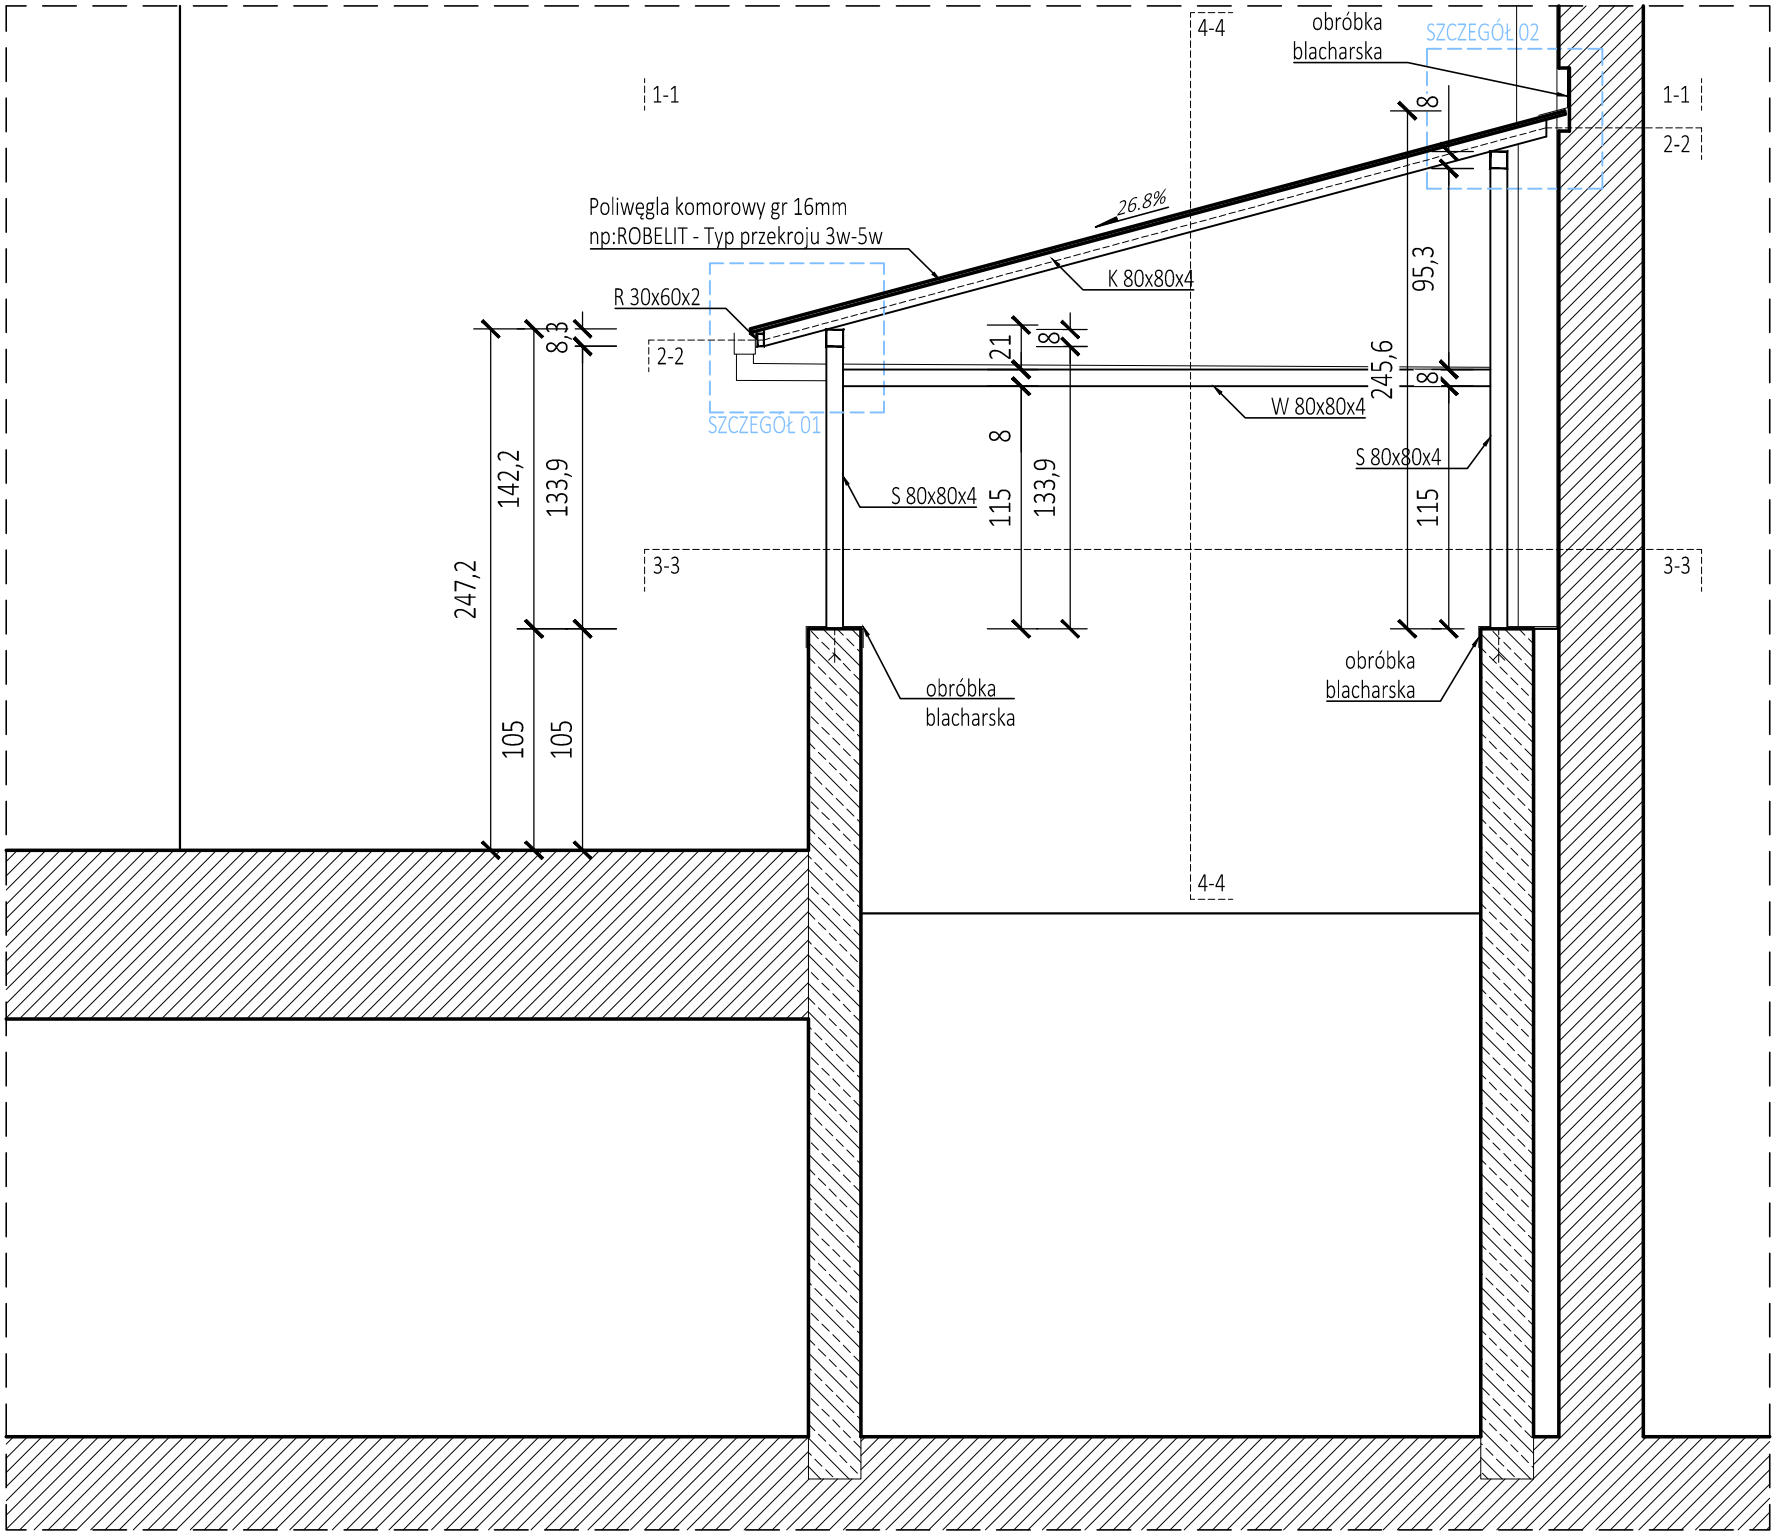 4-4
obróbka
blacharska
SZCZEGÓŁ 02
1-1
8
1-1
2-2
26.8%
Poliwęgla komorowy gr 16mm
np:ROBELIT - Typ przekroju 3w-5w
K 80x80x4
95,3
R 30x60x2
8,3
2-2
21
8
245,6
8
W 80x80x4
SZCZEGÓŁ 01
8
142,2
133,9
S 80x80x4
115
133,9
S 80x80x4
115
247,2
3-3
3-3
obróbka
blacharska
obróbka
blacharska
105
105
4-4